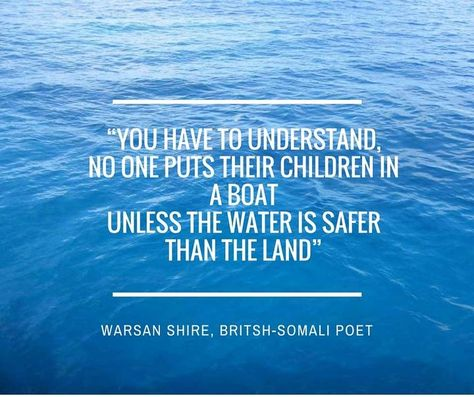 “YOU HAVE TO UNDERSTAND,
NO ONE PUTS THEIR CHILDREN IN
A BOAT
UNLESS THE WATER IS SAFER
THAN THE LAND”
WARSAN SHIRE, BRITSH-SOMALI POET